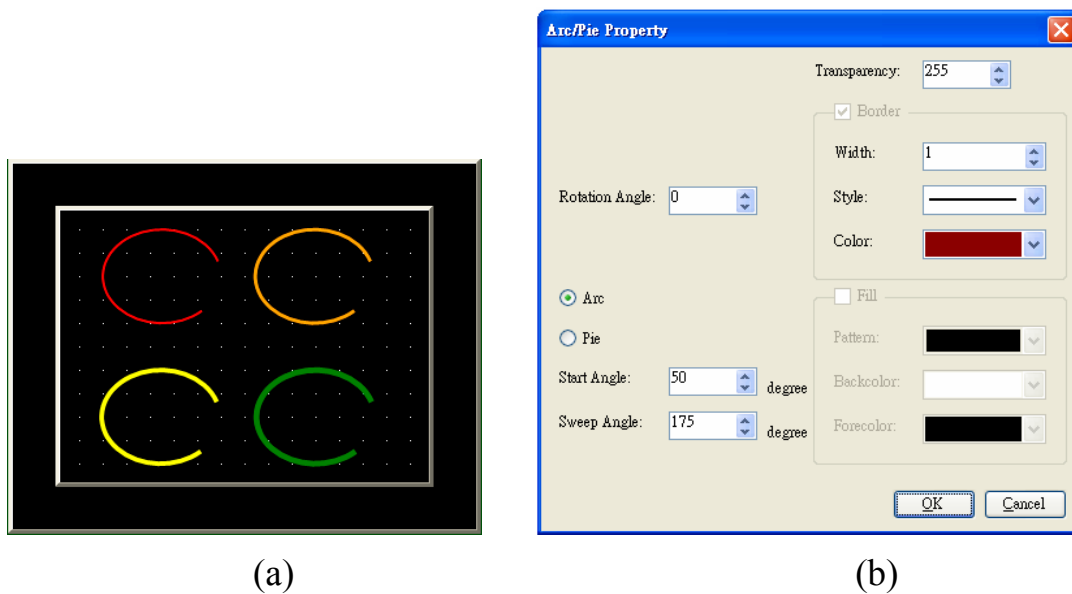 Arc/Pie Property
Transparency: 255
Border
Width: 1
Rotation Angle: 0
Style:
Color:
Arc
Fill
Pie
Pattern:
Start Angle: 50 degree
Backcolor:
Sweep Angle: 175 degree
Forecolor:
OK Cancel
(a) (b)